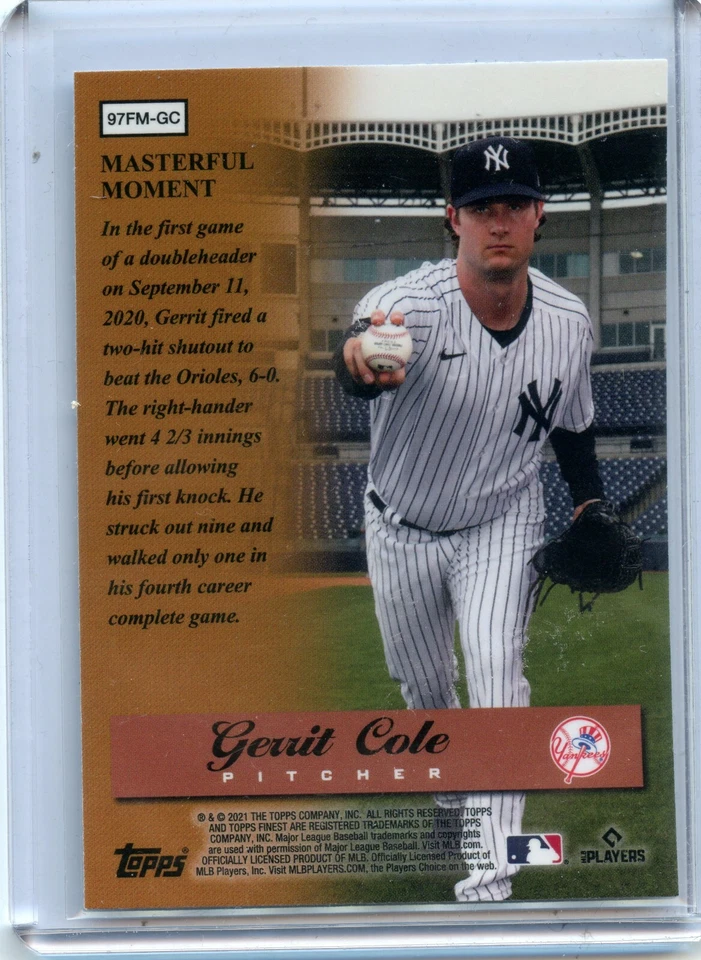 97FM-GC
MASTERFUL
MOMENT
In the first game
of a doubleheader
on September 11,
2020, Gerrit fired a
two-hit shutout to
beat the Orioles, 6-0.
The right-hander
went 4 2/3 innings
before allowing
his first knock. He
struck out nine and
walked only one in
his fourth career
complete game.
NY
NY
Gerrit Cole
PITCHER
Yankees
® & © 2021 THE TOPPS COMPANY, INC. ALL RIGHTS RESERVED. TOPPS
AND TOPPS FINEST ARE REGISTERED TRADEMARKS OF THE TOPPS
COMPANY, INC. Major League Baseball trademarks and copyrights
are used with permission of Major League Baseball. Visit MLB.com.
OFFICIALLY LICENSED PRODUCT OF MLB. Officially Licensed Product of
MLB Players, Inc. Visit MLBPLAYERS.com, the Players Choice on the web.
TOPPS®
MLB PLAYERS